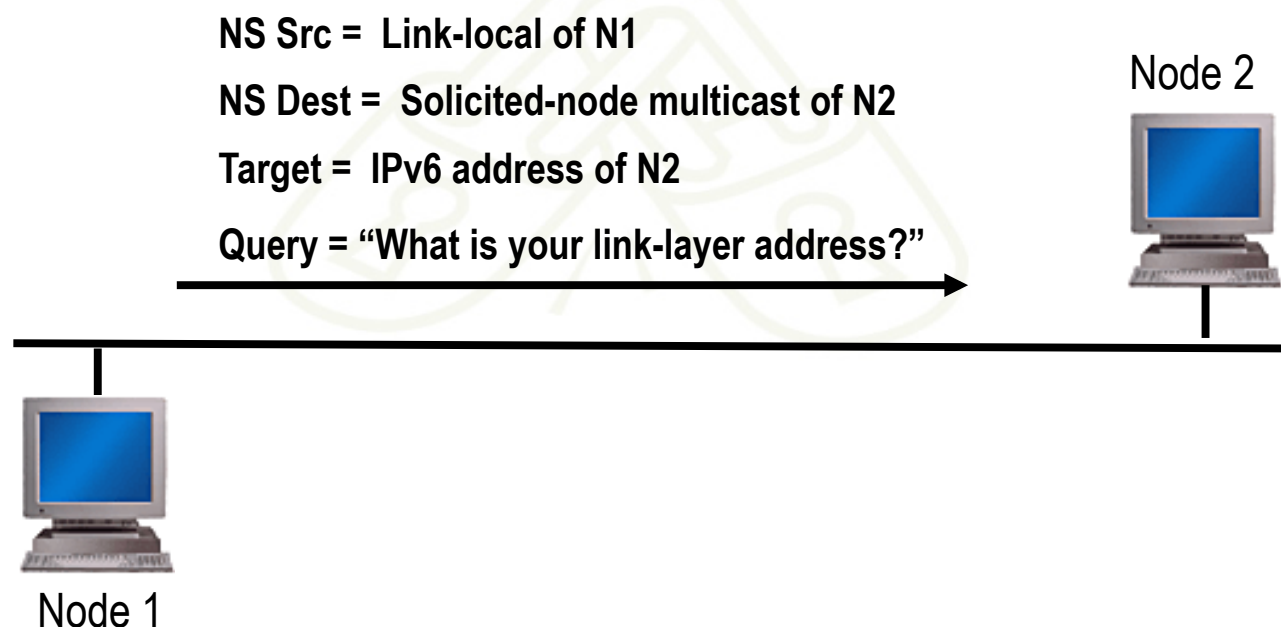 NS Src = Link-local of N1
NS Dest = Solicited-node multicast of N2
Target = IPv6 address of N2
Query = “What is your link-layer address?”
Node 2
Node 1